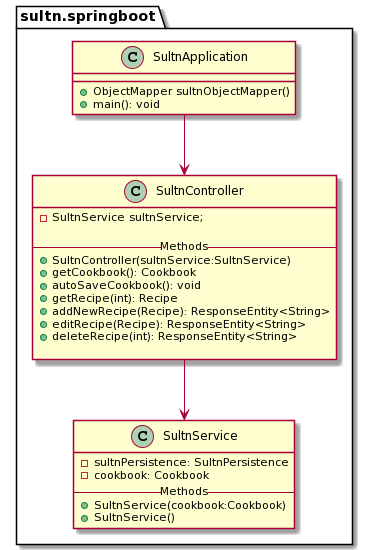 sultn.springboot
C SultnApplication
ObjectMapper sultnObjectMapper()
main(): void
C SultnController
SultnService sultnService;
Methods
SultnController(sultnService:SultnService)
getCookbook(): Cookbook
autoSaveCookbook(): void
getRecipe(int): Recipe
addNewRecipe(Recipe): ResponseEntity<String>
editRecipe(Recipe): ResponseEntity<String>
deleteRecipe(int): ResponseEntity<String>
C SultnService
sultnPersistence: SultnPersistence
cookbook: Cookbook
Methods
SultnService(cookbook:Cookbook)
SultnService()